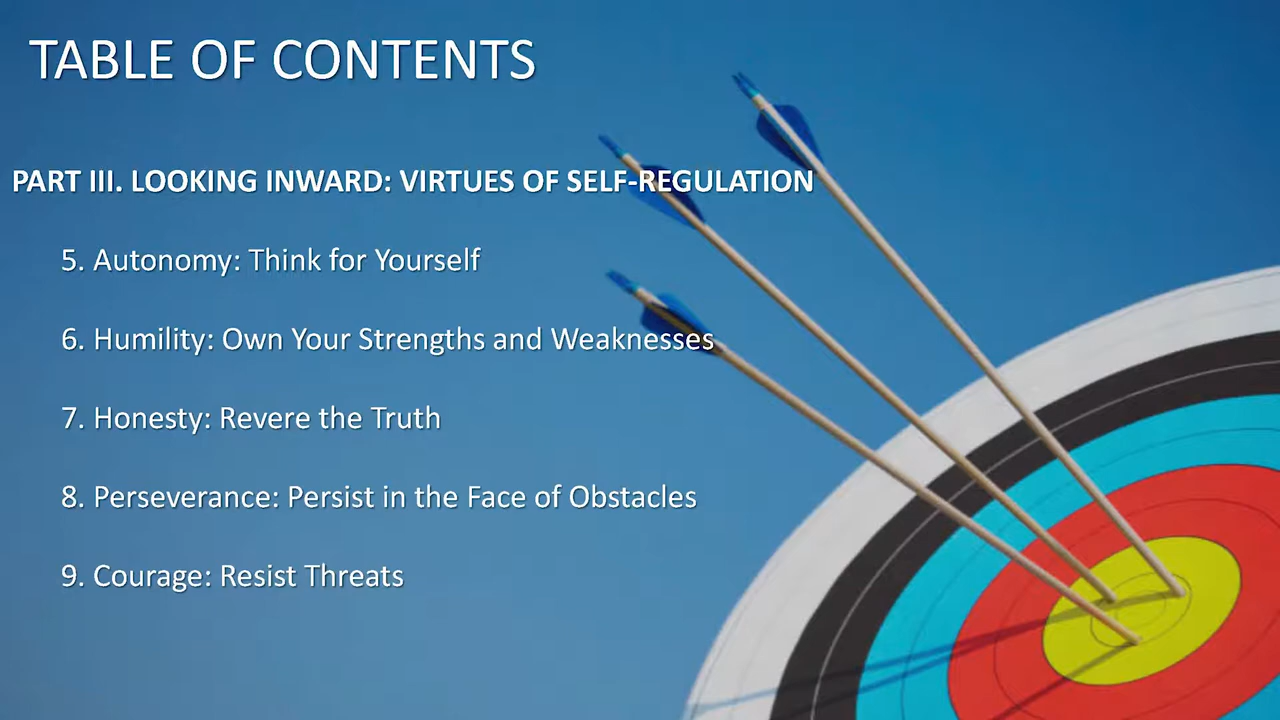 TABLE OF CONTENTS
PART III. LOOKING INWARD: VIRTUES OF SELF-REGULATION
5. Autonomy: Think for Yourself
6. Humility: Own Your Strengths and Weaknesses
7. Honesty: Revere the Truth
8. Perseverance: Persist in the Face of Obstacles
9. Courage: Resist Threats